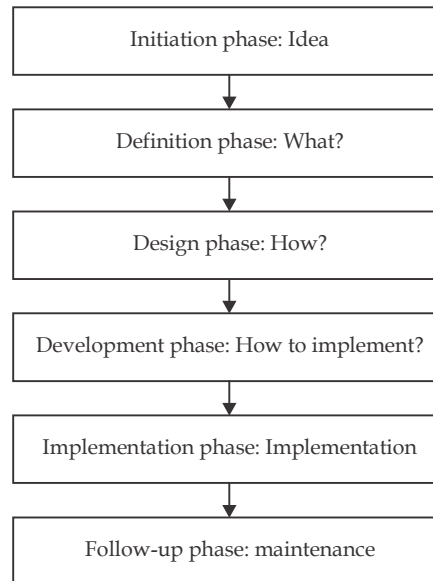 Initiation phase: Idea
Definition phase: What?
Design phase: How?
Development phase: How to implement?
Implementation phase: Implementation
Follow-up phase: maintenance